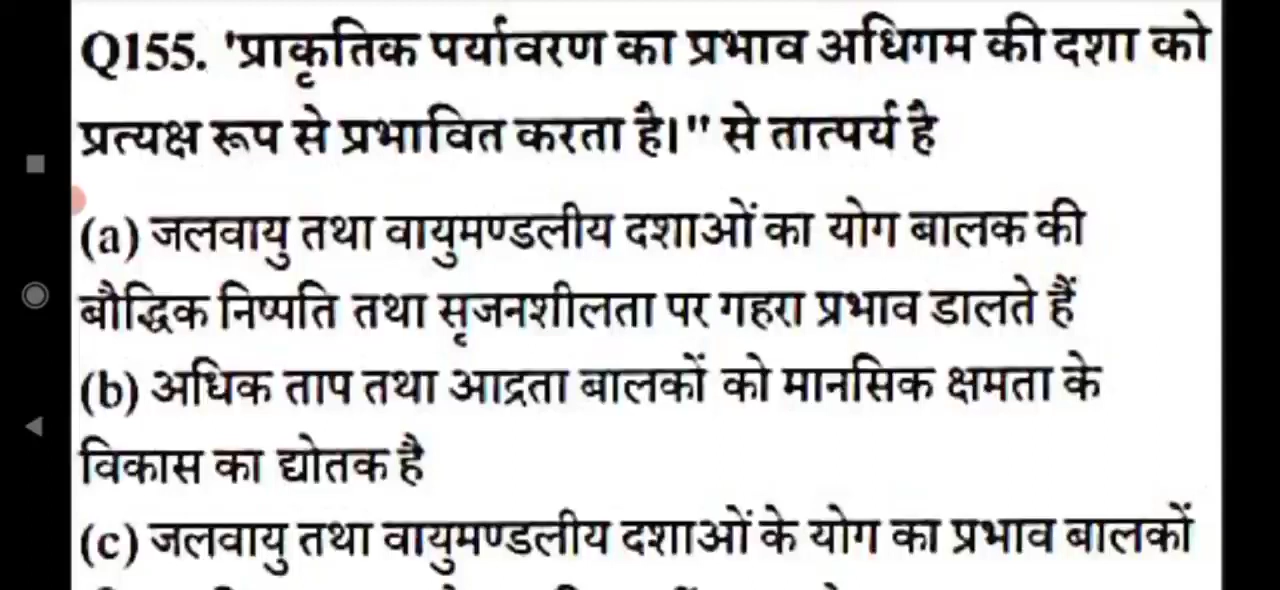 Q155. 'प्राकृतिक पर्यावरण का प्रभाव अधिगम की दशा को
प्रत्यक्ष रूप से प्रभावित करता है।" से तात्पर्य है
(a) जलवायु तथा वायुमण्डलीय दशाओं का योग बालक की
बौद्धिक निष्पति तथा सृजनशीलता पर गहरा प्रभाव डालते हैं
(b) अधिक ताप तथा आद्रता बालकों को मानसिक क्षमता के
विकास का द्योतक है
(c) जलवायु तथा वायुमण्डलीय दशाओं के योग का प्रभाव बालकों